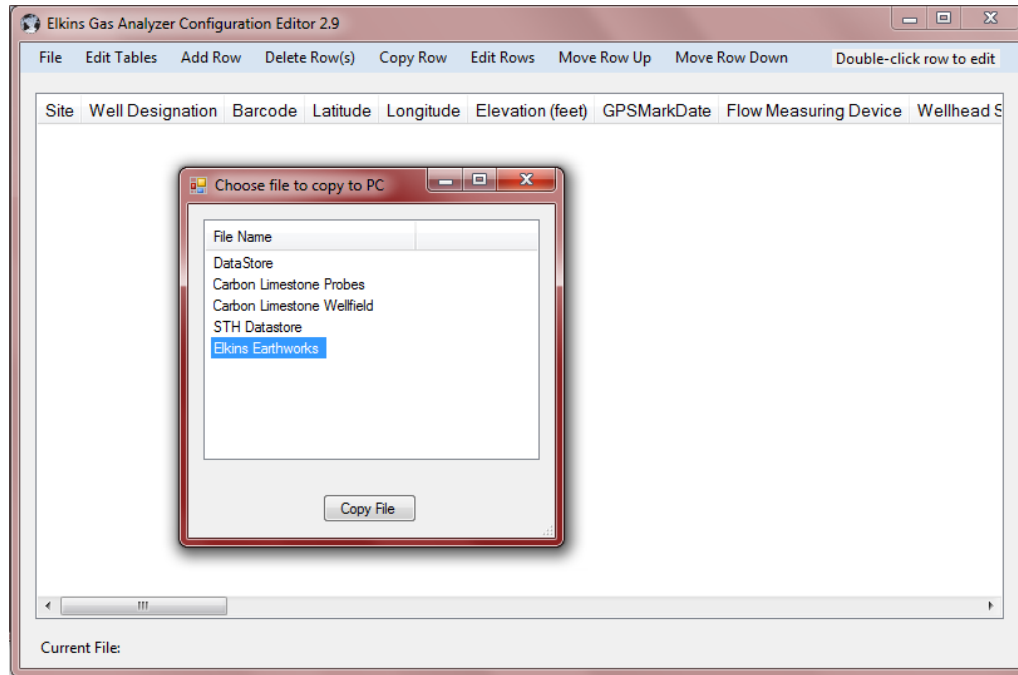 Elkins Gas Analyzer Configuration Editor 2.9
File Edit Tables Add Row Delete Row(s) Copy Row Edit Rows Move Row Up Move Row Down Double-click row to edit
Site Well Designation Barcode Latitude Longitude Elevation (feet) GPSMarkDate Flow Measuring Device Wellhead S
Choose file to copy to PC
File Name
DataStore
Carbon Limestone Probes
Carbon Limestone Wellfield
STH Datastore
Elkins Earthworks
Copy File
Current File: